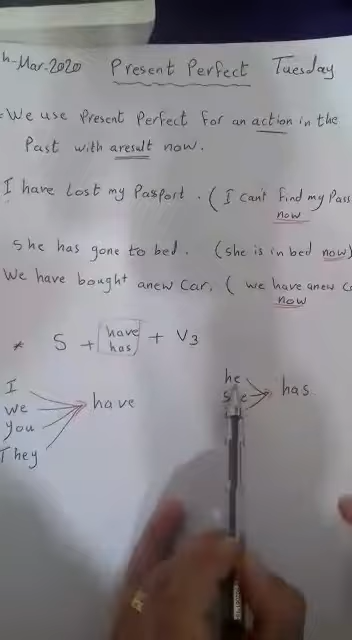 Mar. 2020 Present Perfect Tuesday
We use Present Perfect for an action in the
Past with aresult now.
I have Lost my Pasport. ( I can't find my Pass
now
She has gone to bed. (she is in bed now)
We have bought anew Car. ( we have anew
now
* S + have has + V3
I
we
you
They
have
he
has.